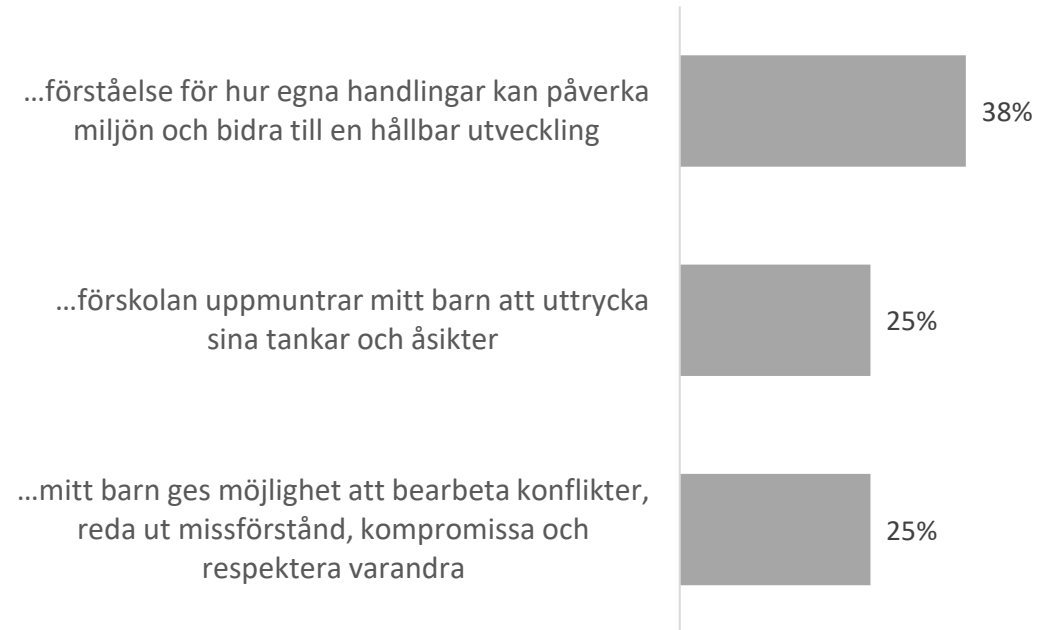 …förståelse för hur egna handlingar kan påverka
miljön och bidra till en hållbar utveckling
38%
…förskolan uppmuntrar mitt barn att uttrycka
sina tankar och åsikter
25%
…mitt barn ges möjlighet att bearbeta konflikter,
reda ut missförstånd, kompromissa och
respektera varandra
25%